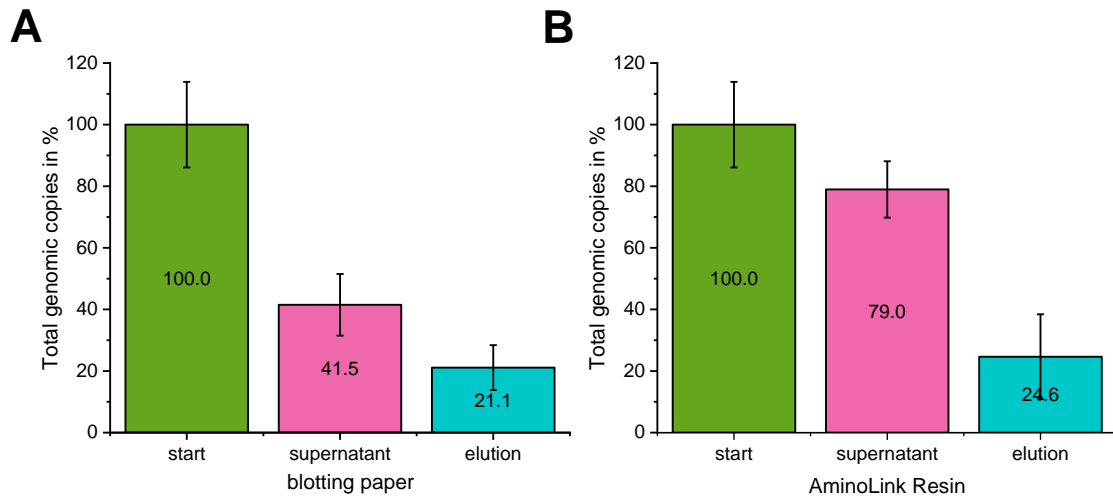 A
Total genomic copies in %
120
100
80
60
40
20
0
100.0
41.5
21.1
start
supernatant
elution
blotting paper
B
Total genomic copies in %
120
100
80
60
40
20
0
100.0
79.0
24.6
start
supernatant
elution
AminoLink Resin